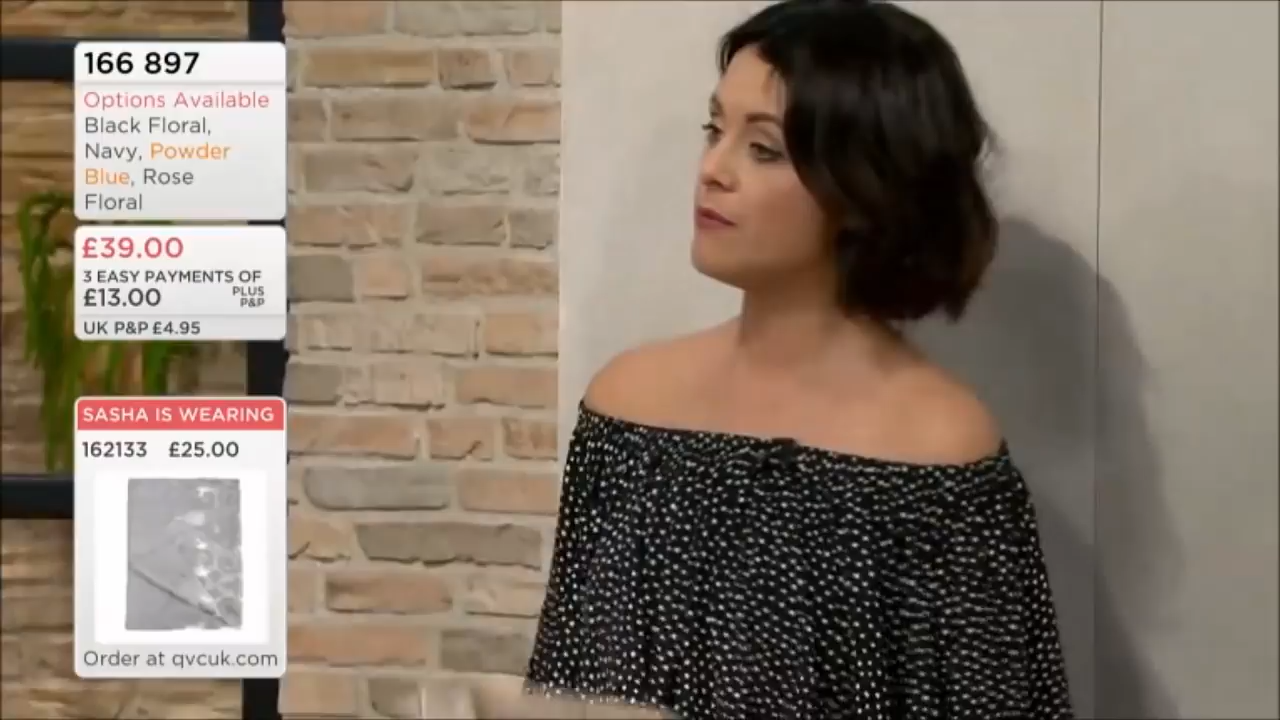 166 897
Options Available
Black Floral,
Navy, Powder
Blue, Rose
Floral
£39.00
3 EASY PAYMENTS OF
£13.00 PLUS P&P
UK P&P £4.95
SASHA IS WEARING
162133 £25.00
Order at qvcuk.com